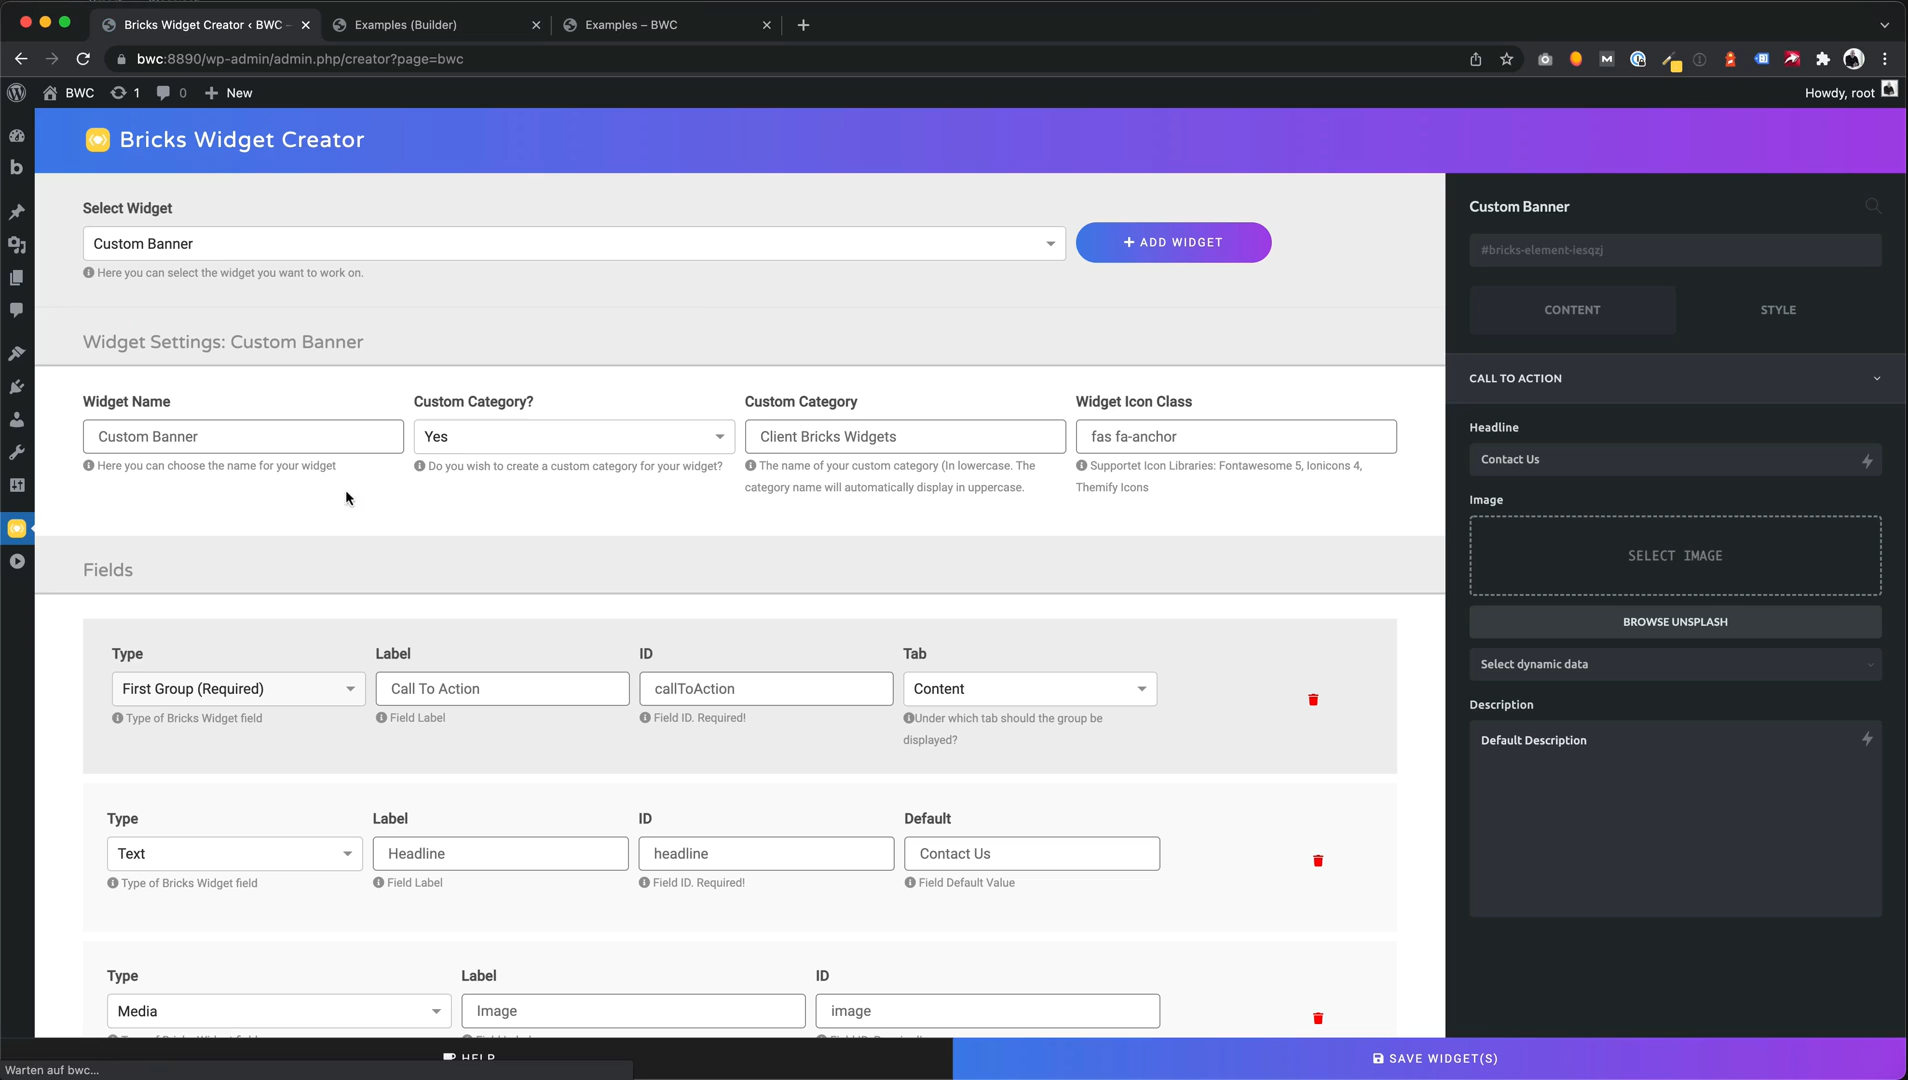 Bricks Widget Creator ‹ BWC –
Examples (Builder)
Examples – BWC
bwc:8890/wp-admin/admin.php/creator?page=bwc
BWC
1
0
New
Howdy, root
Bricks Widget Creator
Select Widget
Custom Banner
+ ADD WIDGET
Here you can select the widget you want to work on.
Widget Settings: Custom Banner
Widget Name
Custom Category?
Custom Category
Widget Icon Class
Custom Banner
Yes
Client Bricks Widgets
fas fa-anchor
Here you can choose the name for your widget
Do you wish to create a custom category for your widget?
The name of your custom category (In lowercase. The
category name will automatically display in uppercase.
Supportet Icon Libraries: Fontawesome 5, Ionicons 4,
Themify Icons
Fields
Type
Label
ID
Tab
First Group (Required)
Call To Action
callToAction
Content
Type of Bricks Widget field
Field Label
Field ID. Required!
Under which tab should the group be
displayed?
Type
Label
ID
Default
Text
Headline
headline
Contact Us
Type of Bricks Widget field
Field Label
Field ID. Required!
Field Default Value
Type
Label
ID
Media
Image
image
HELP
SAVE WIDGET(S)
Warten auf bwc...
Custom Banner
#bricks-element-iesqzj
CONTENT
STYLE
CALL TO ACTION
Headline
Contact Us
Image
SELECT IMAGE
BROWSE UNSPLASH
Select dynamic data
Description
Default Description